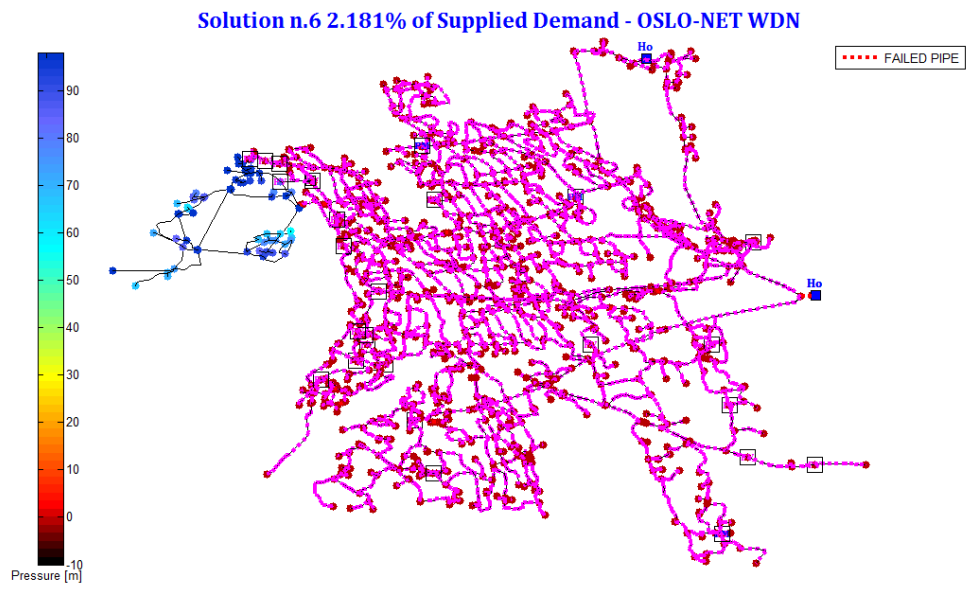 Solution n.6 2.181% of Supplied Demand - OSLO-NET WDN
Ho
FAILED PIPE
90
80
70
60
50
40
30
20
10
0
-10
Pressure [m]
Ho